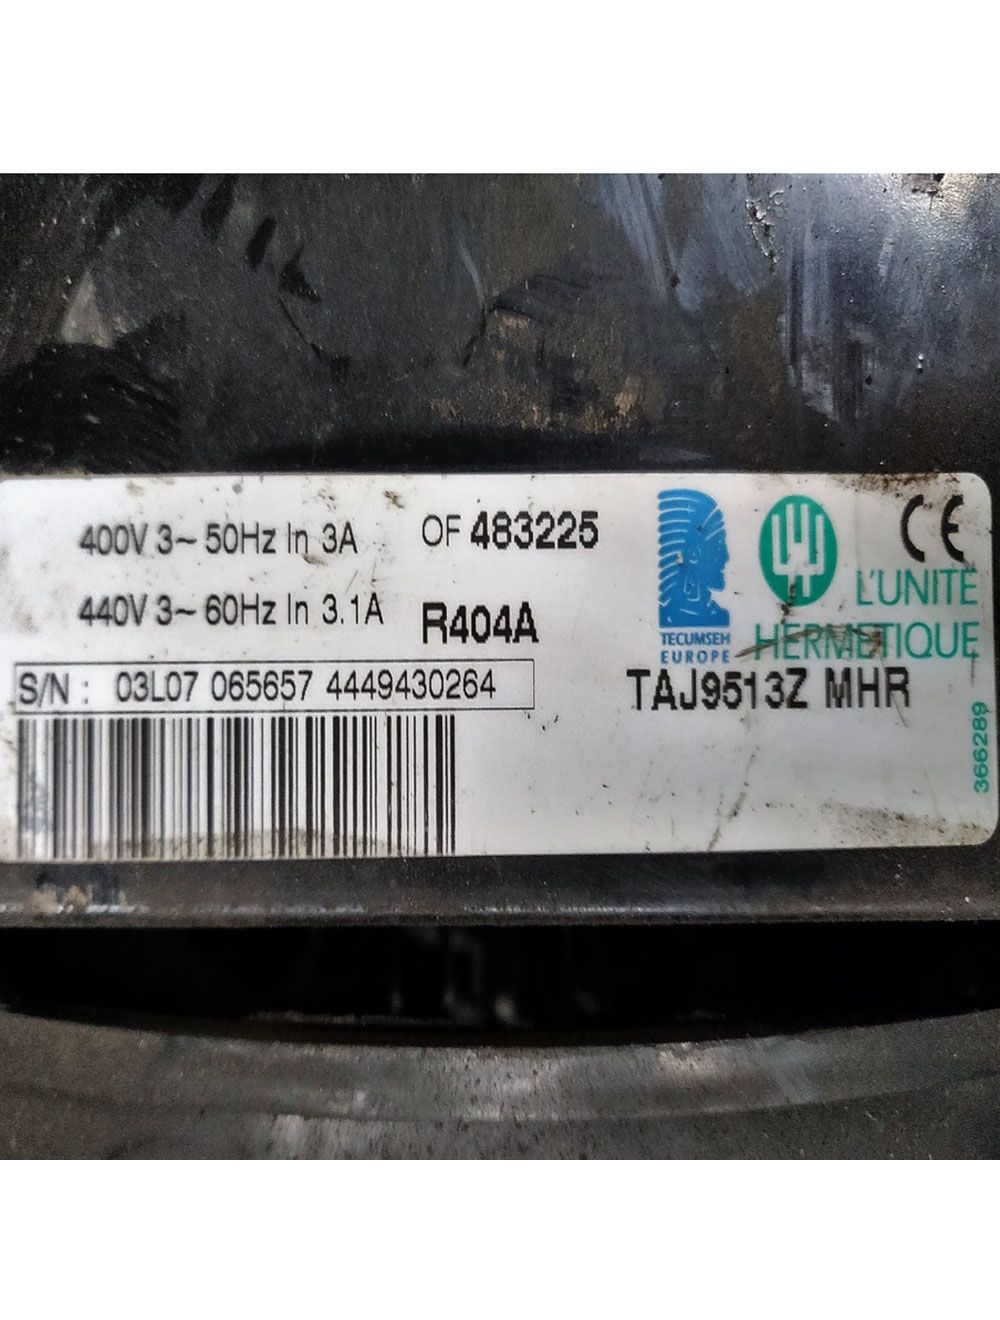 400V 3~ 50Hz In 3A OF 483225
440V 3~ 60Hz In 3.1A R404A
S/N : 03L07 065657 4449430264
TECUMSEH
EUROPE
CE
L'UNITE
HERMETIQUE
TAJ9513Z MHR
366289